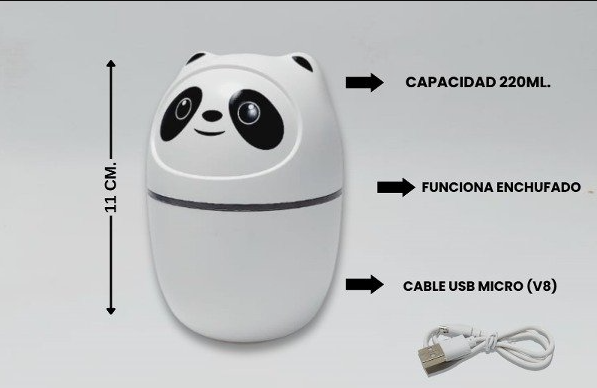 CAPACIDAD 220ML.
11 CM.
FUNCIONA ENCHUFADO
CABLE USB MICRO (V8)